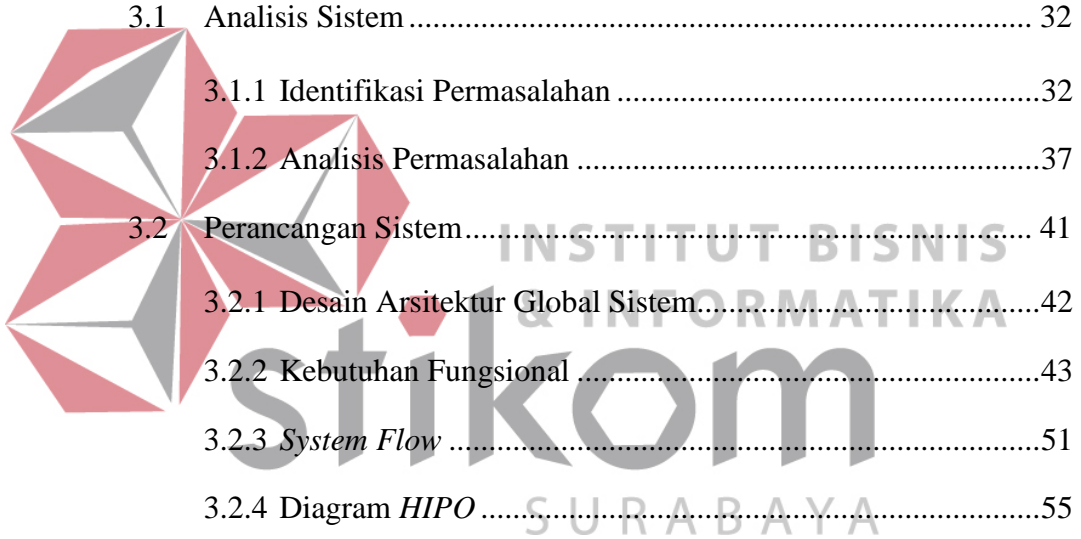 3.1 Analisis Sistem ........................................................................ 32
3.1.1 Identifikasi Permasalahan ................................................ 32
3.1.2 Analisis Permasalahan ..................................................... 37
3.2 Perancangan Sistem ................................................................. 41
INSTITUT BISNIS
3.2.1 Desain Arsitektur Global Sistem ....................................... 42
& INFORMATIKA
3.2.2 Kebutuhan Fungsional ..................................................... 43
stikom
3.2.3 System Flow .................................................................... 51
3.2.4 Diagram HIPO ................................................................ 55
SURABAYA